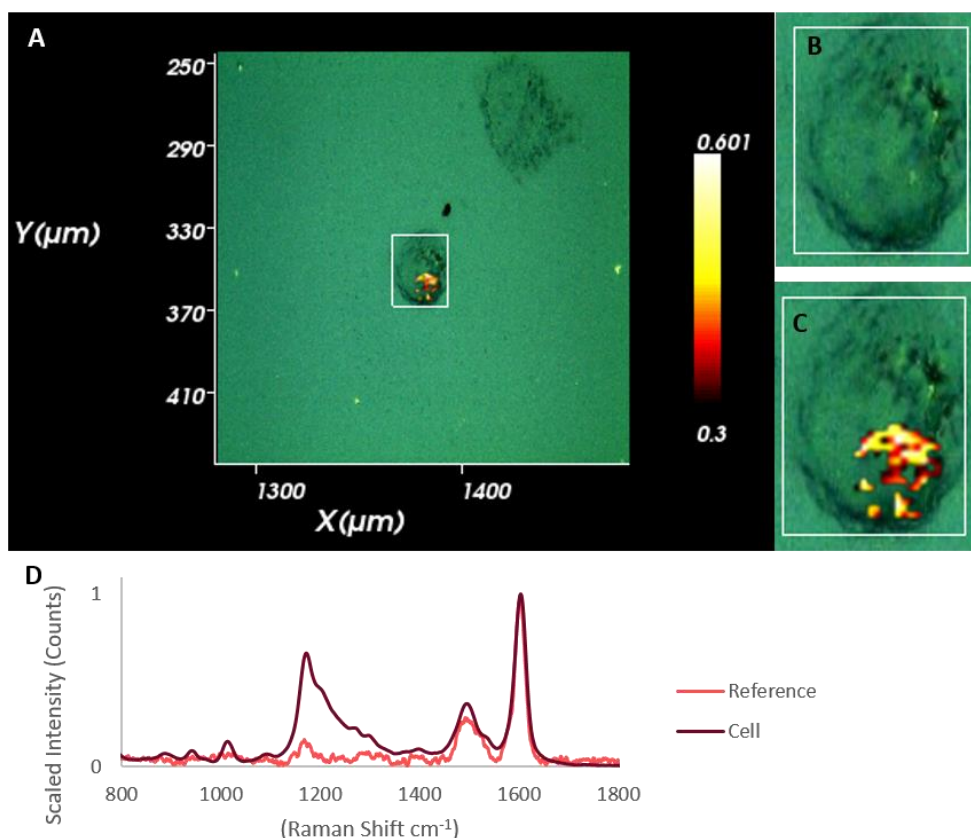 A
B
C
250
290
330
370
410
Y(μm)
1300
1400
X(μm)
0.601
0.3
D
Scaled Intensity (Counts)
1
0
800
1000
1200
1400
1600
1800
(Raman Shift cm⁻¹)
Reference
Cell